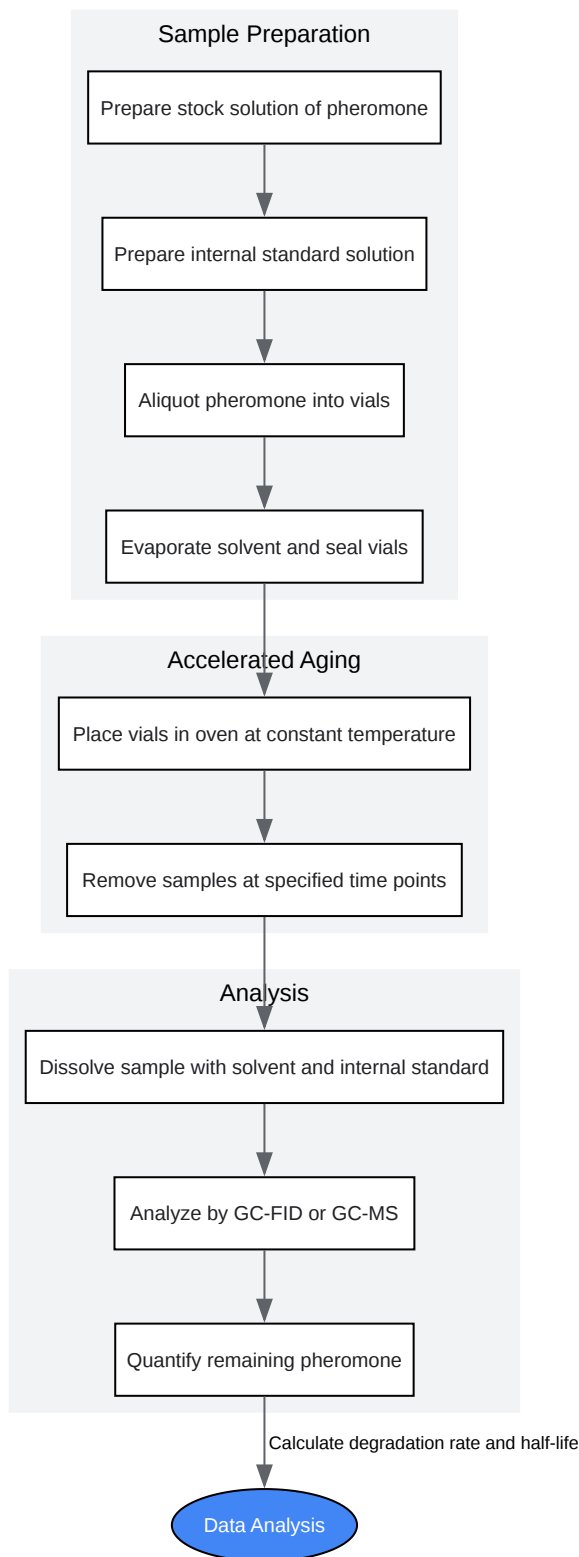 Sample Preparation
Prepare stock solution of pheromone
Prepare internal standard solution
Aliquot pheromone into vials
Evaporate solvent and seal vials
Accelerated Aging
Place vials in oven at constant temperature
Remove samples at specified time points
Analysis
Dissolve sample with solvent and internal standard
Analyze by GC-FID or GC-MS
Quantify remaining pheromone
Calculate degradation rate and half-life
Data Analysis